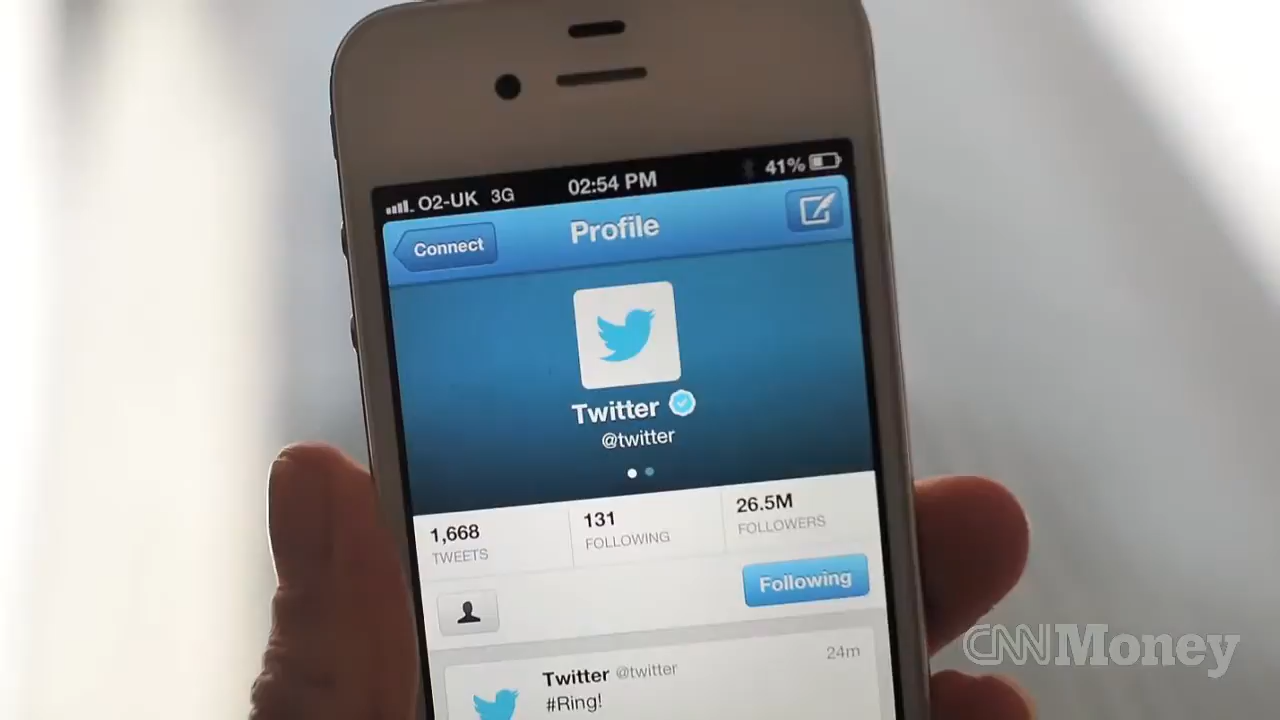 O2-UK 3G 02:54 PM 41%
Connect Profile
Twitter
@twitter
1,668 131 26.5M
TWEETS FOLLOWING FOLLOWERS
Following
Twitter @twitter 24m
#Ring!
CNNMoney